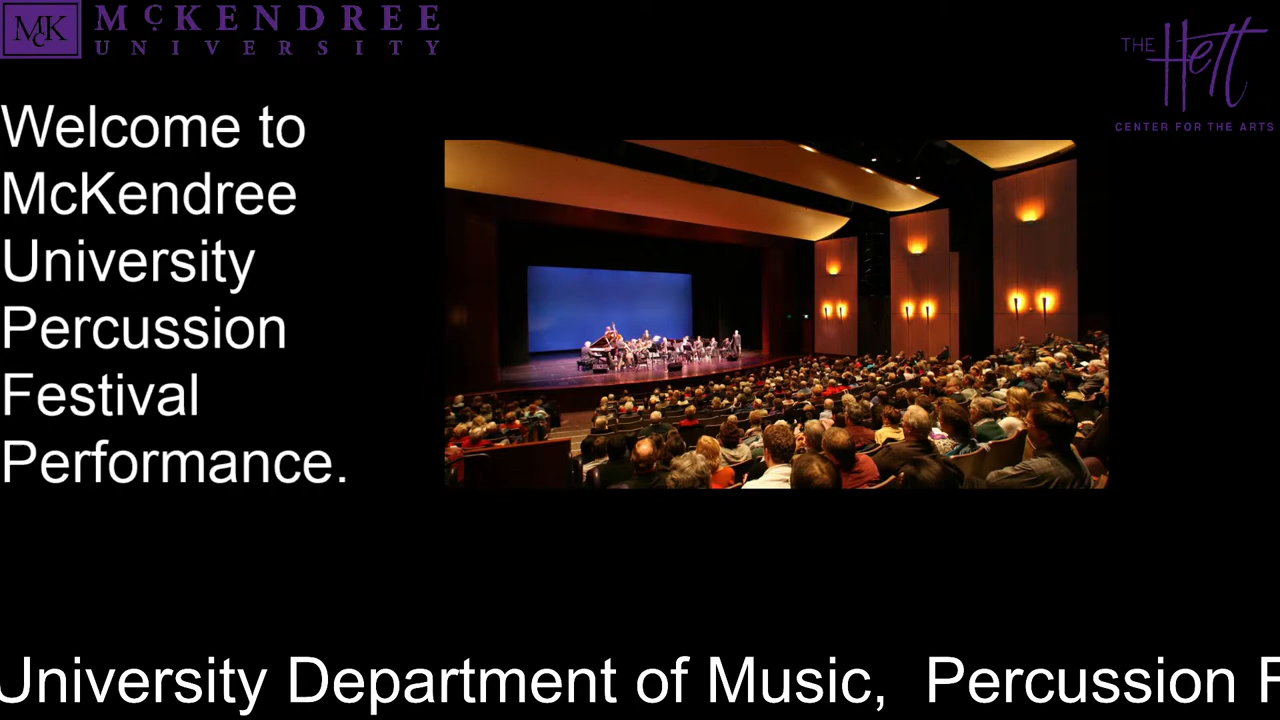 McK
McKENDREE
UNIVERSITY
THE Hett
CENTER FOR THE ARTS
Welcome to
McKendree
University
Percussion
Festival
Performance.
University Department of Music, Percussion F